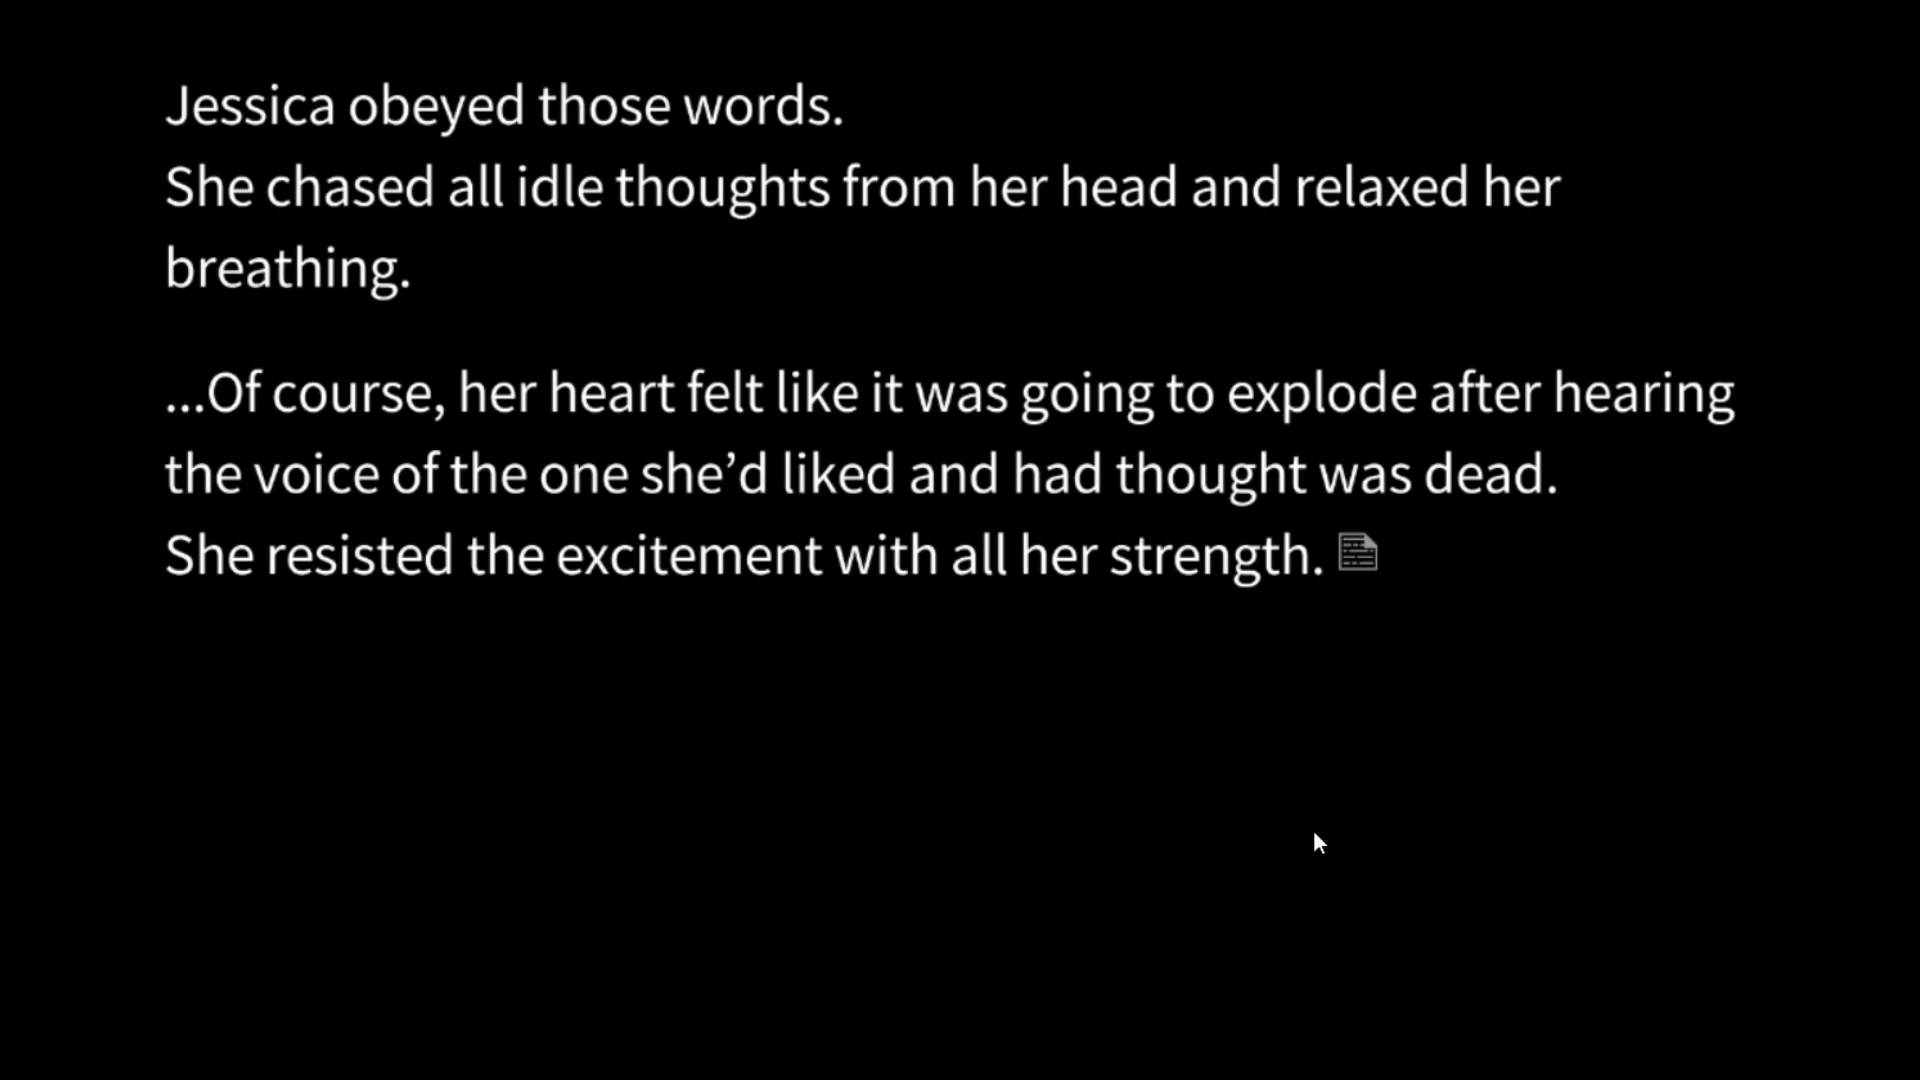 Jessica obeyed those words.
She chased all idle thoughts from her head and relaxed her
breathing.
...Of course, her heart felt like it was going to explode after hearing
the voice of the one she’d liked and had thought was dead.
She resisted the excitement with all her strength.